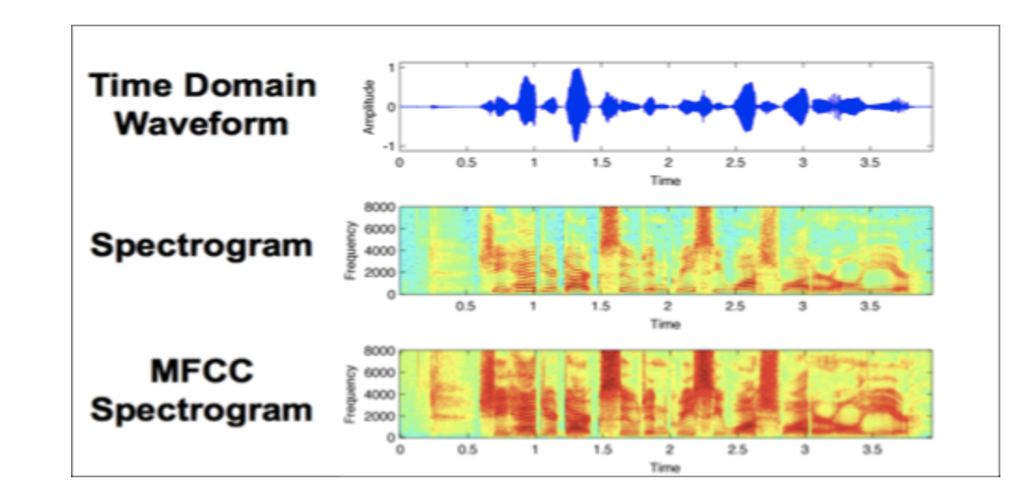 Time Domain
Waveform
Amplitude
1
0
-1
0 0.5 1 1.5 2 2.5 3 3.5
Time
Spectrogram
Frequency
8000
6000
4000
2000
0
0.5 1 1.5 2 2.5 3 3.5
Time
MFCC
Spectrogram
Frequency
8000
6000
4000
2000
0
0 0.5 1 1.5 2 2.5 3 3.5
Time